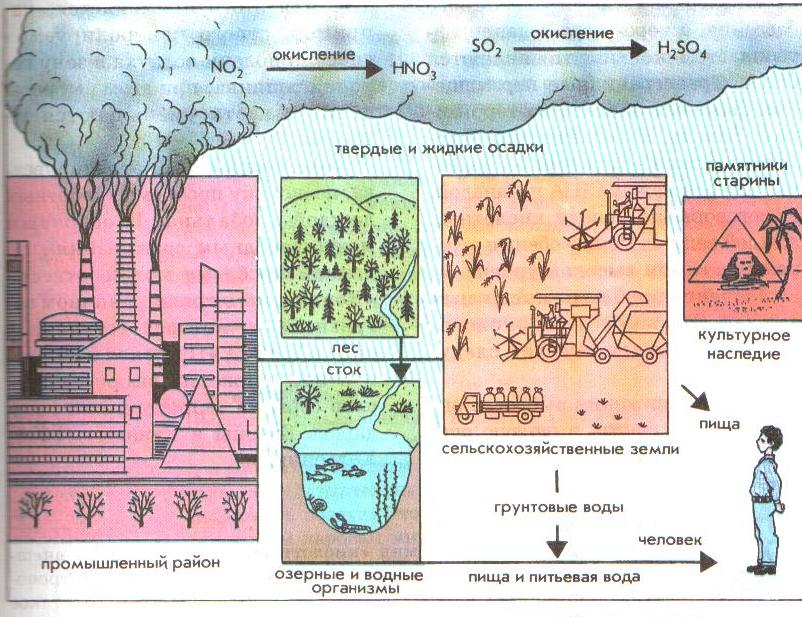 NO₂ окисление HNO₃
SO₂ окисление H₂SO₄
твердые и жидкие осадки
памятники
старины
лес
сток
культурное
наследие
пища
сельскохозяйственные земли
грунтовые воды
человек
промышленный район
озерные и водные
организмы
пища и питьевая вода